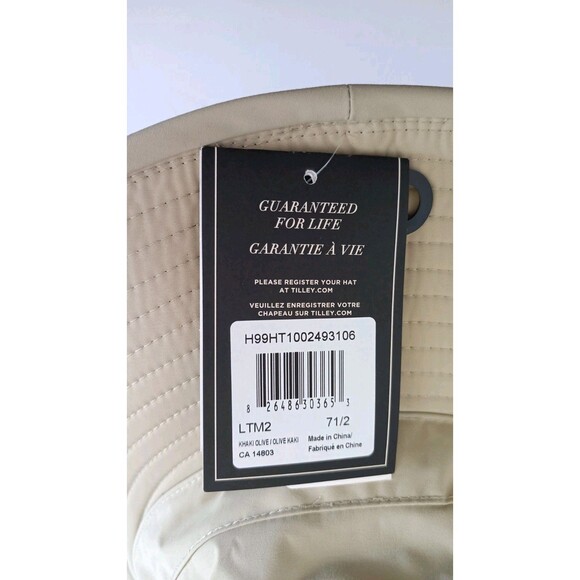 GUARANTEED
FOR LIFE
GARANTIE À VIE
PLEASE REGISTER YOUR HAT
AT TILLEY.COM
VEUILLEZ ENREGISTRER VOTRE
CHAPEAU SUR TILLEY.COM
H99HT1002493106
8 26486 30365 3
LTM2 71/2
KHAKI OLIVE / OLIVE KAKI Made in China/
CA 14803 Fabriqué en Chine